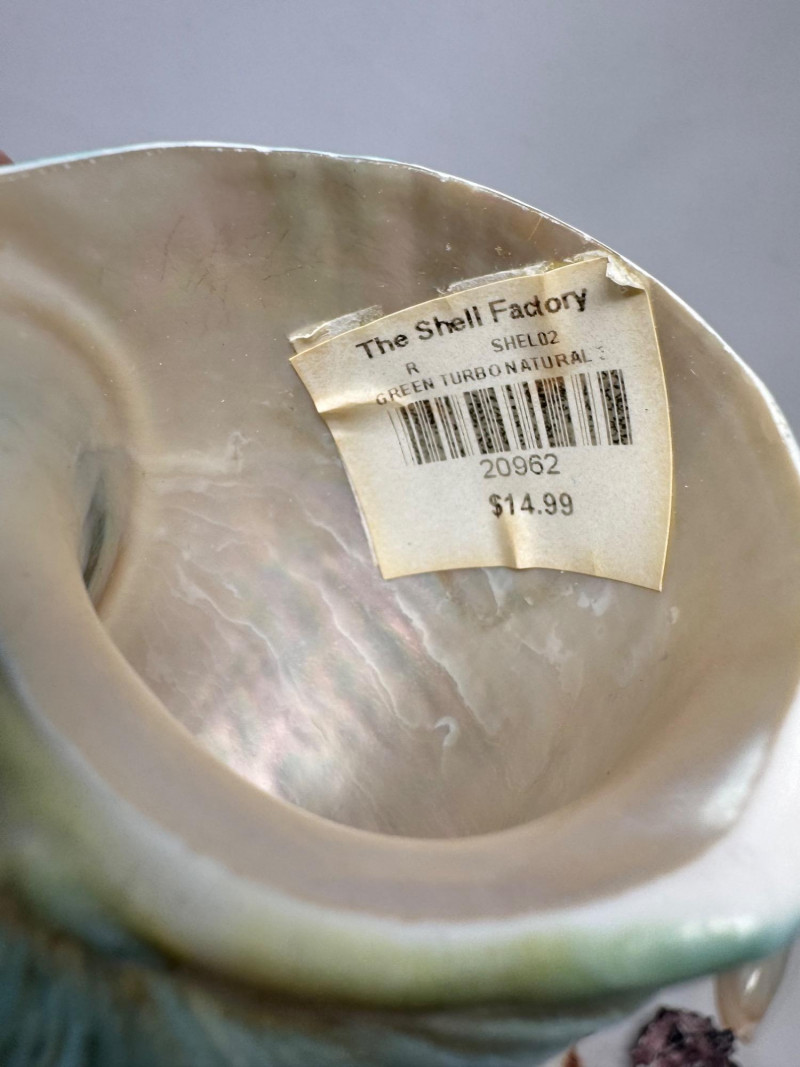 The Shell Factory
SHEL02
R
GREEN TURBO NATURAL
20962
$14.99